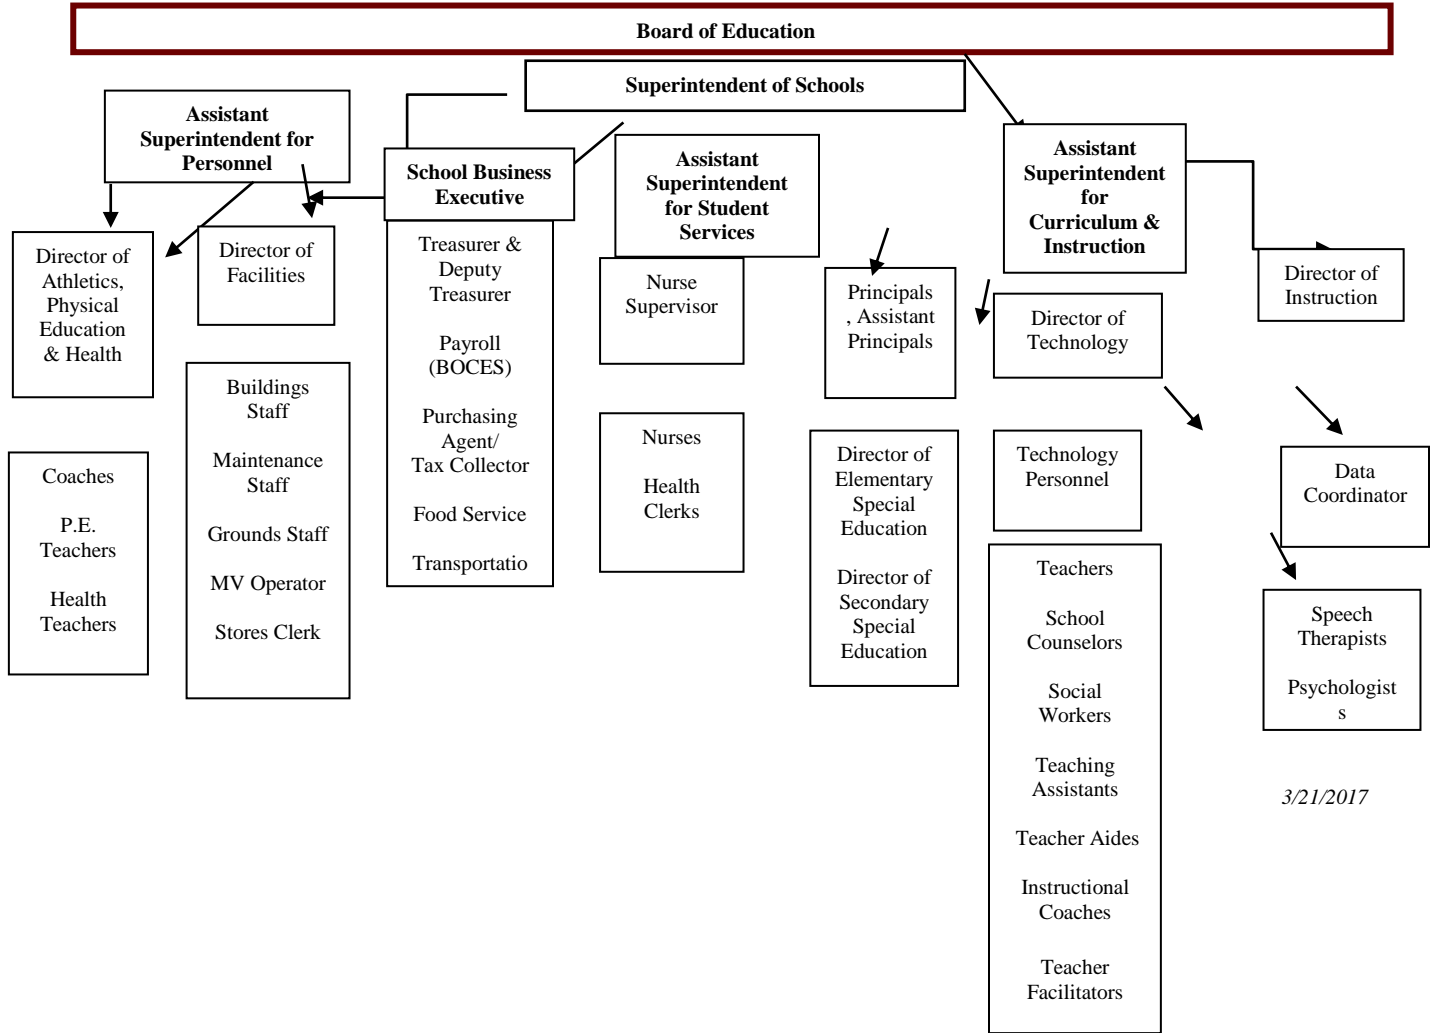 Board of Education
Superintendent of Schools
Assistant
Superintendent for
Personnel
School Business
Executive
Assistant
Superintendent
for Student
Services
Assistant
Superintendent
for
Curriculum &
Instruction
Director of
Athletics,
Physical
Education
& Health
Director of
Facilities
Treasurer &
Deputy
Treasurer
Payroll
(BOCES)
Purchasing
Agent/
Tax Collector
Food Service
Transportatio
Nurse
Supervisor
Principals
, Assistant
Principals
Director of
Technology
Director of
Instruction
Coaches
P.E.
Teachers
Health
Teachers
Buildings
Staff
Maintenance
Staff
Grounds Staff
MV Operator
Stores Clerk
Nurses
Health
Clerks
Director of
Elementary
Special
Education
Director of
Secondary
Special
Education
Technology
Personnel
Data
Coordinator
Teachers
School
Counselors
Social
Workers
Teaching
Assistants
Teacher Aides
Instructional
Coaches
Teacher
Facilitators
Speech
Therapists
Psychologist
s
3/21/2017